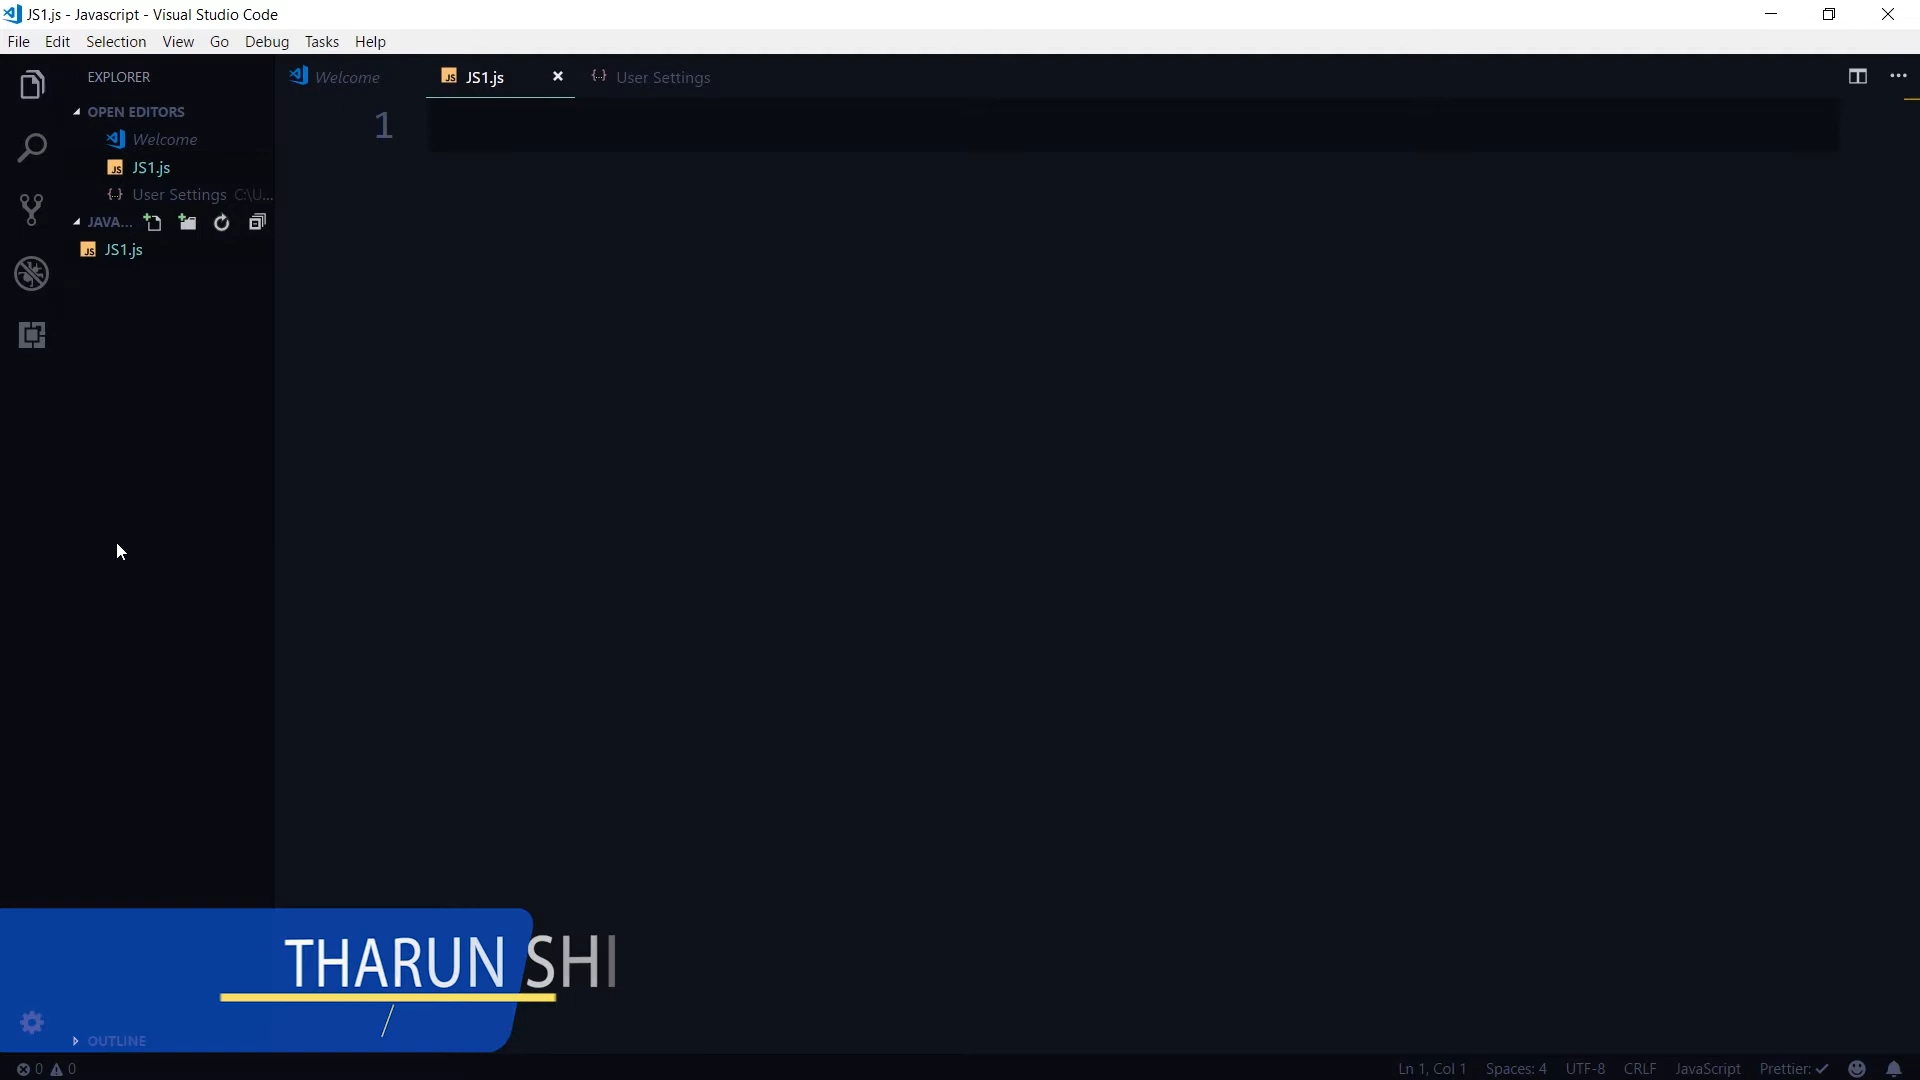 JS1.js - Javascript - Visual Studio Code
File Edit Selection View Go Debug Tasks Help
EXPLORER
Welcome
JS1.js
User Settings
OPEN EDITORS
Welcome
JS1.js
User Settings C:\U...
JAVA...
JS1.js
1
THARUN SHI
OUTLINE
0 0
Ln 1, Col 1 Spaces: 4 UTF-8 CRLF JavaScript Prettier: ✓